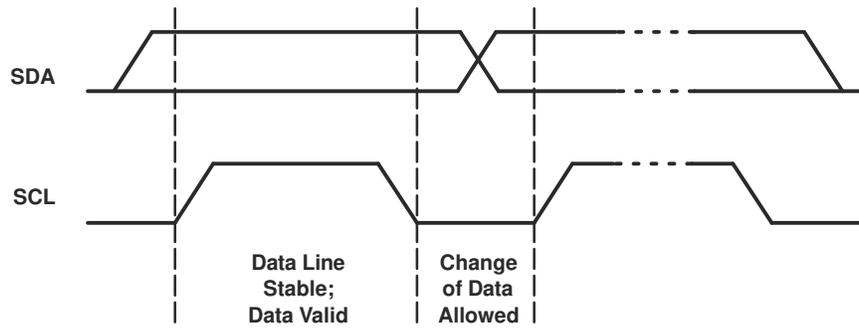 SDA
SCL
Data Line
Stable;
Data Valid
Change
of Data
Allowed